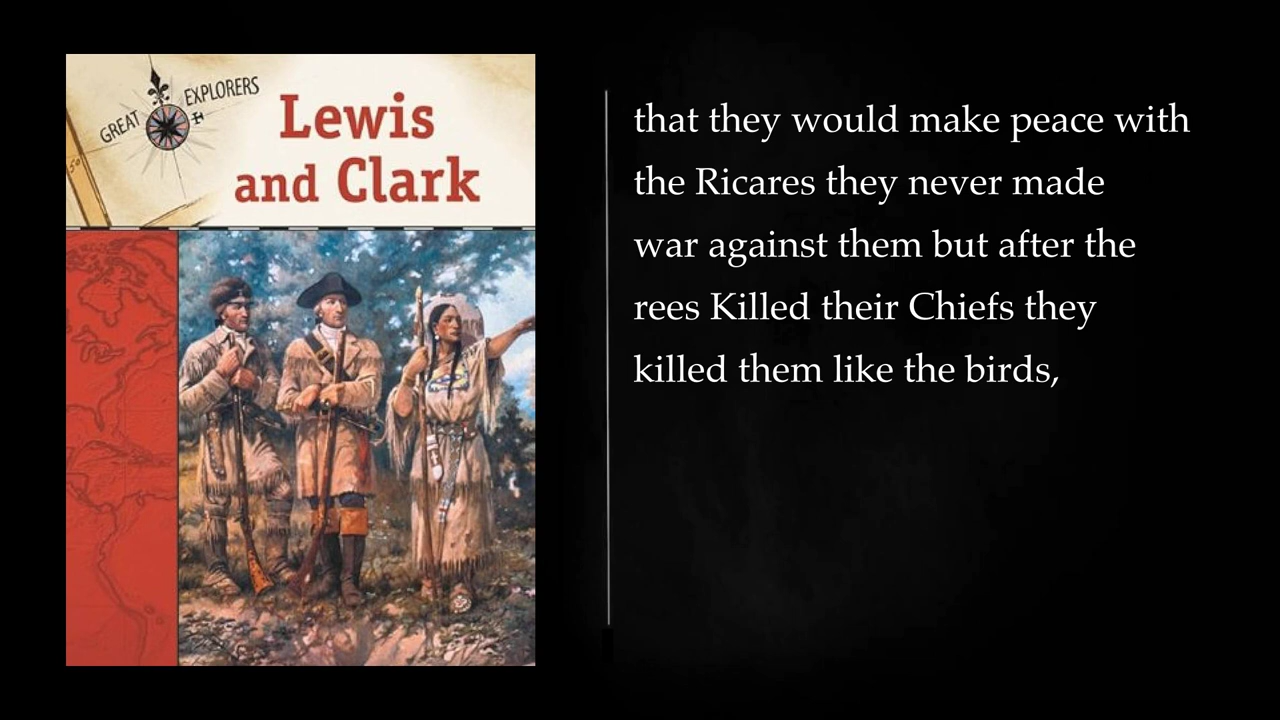 GREAT EXPLORERS
Lewis
and Clark
that they would make peace with
the Ricares they never made
war against them but after the
rees Killed their Chiefs they
killed them like the birds,